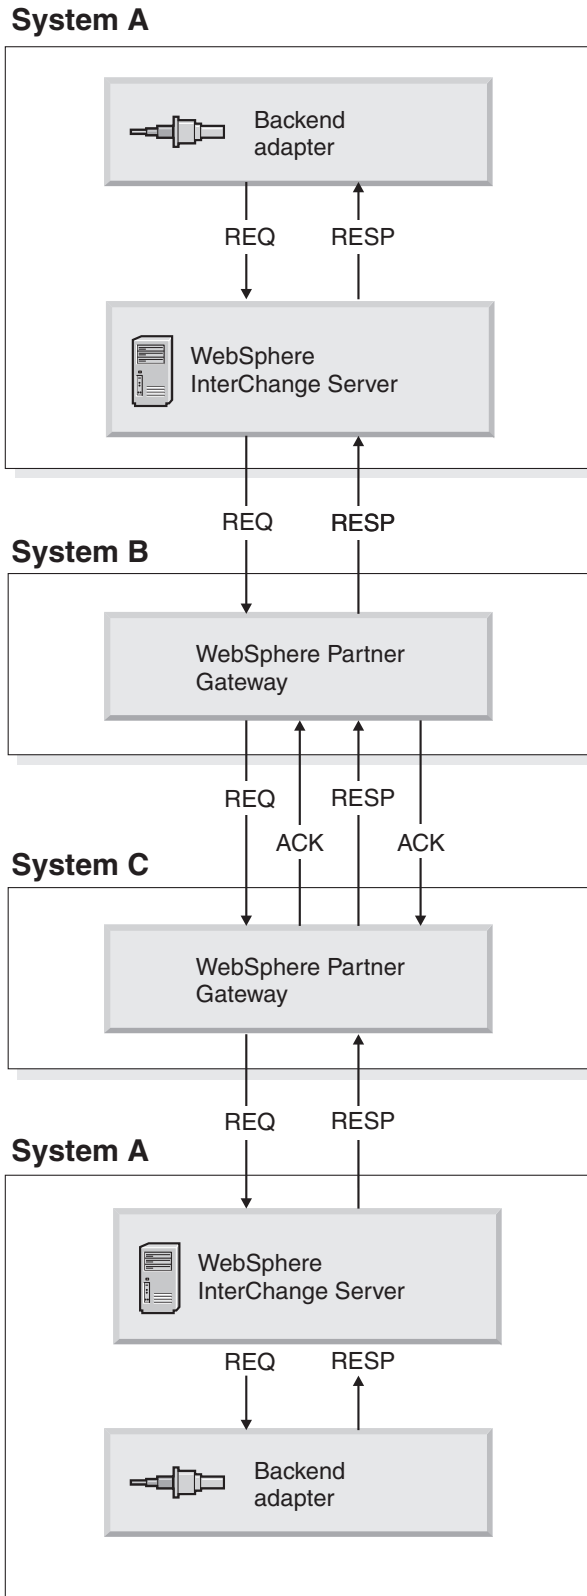 System A
Backend
adapter
REQ RESP
WebSphere
InterChange Server
REQ RESP
System B
WebSphere Partner
Gateway
REQ RESP
ACK ACK
System C
WebSphere Partner
Gateway
REQ RESP
System A
WebSphere
InterChange Server
REQ RESP
Backend
adapter